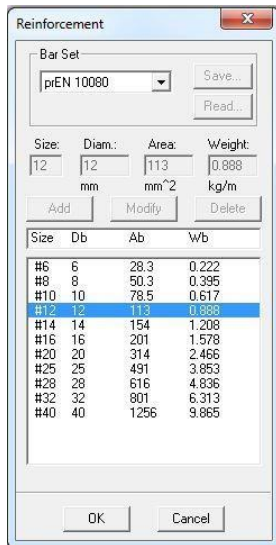 Reinforcement
Bar Set
prEN 10080
Save...
Read...
Size: Diam.: Area: Weight:
12 12 113 0.888
mm mm^2 kg/m
Add Modify Delete
Size Db Ab Wb
#6 6 28.3 0.222
#8 8 50.3 0.395
#10 10 78.5 0.617
#12 12 113 0.888
#14 14 154 1.208
#16 16 201 1.578
#20 20 314 2.466
#25 25 491 3.853
#28 28 616 4.836
#32 32 801 6.313
#40 40 1256 9.865
OK Cancel